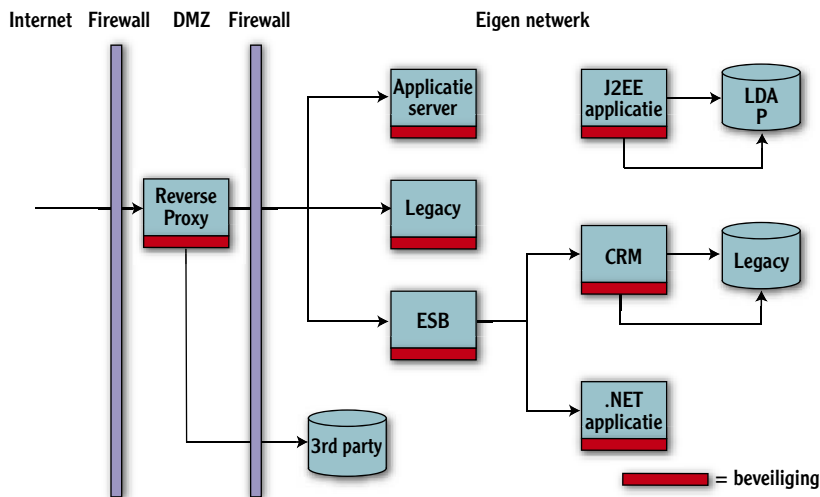 Internet Firewall DMZ Firewall Eigen netwerk
Applicatie
server
J2EE
applicatie
LDA
P
Reverse
Proxy
Legacy
CRM
Legacy
ESB
.NET
applicatie
3rd party
= beveiliging